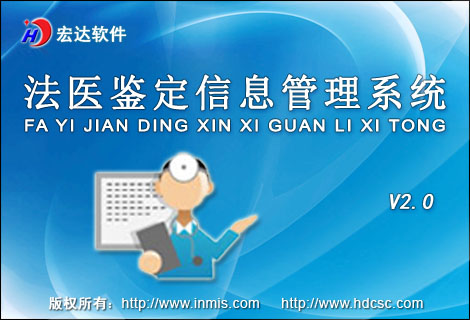 宏达软件
法医鉴定信息管理系统
FA YI JIAN DING XIN XI GUAN LI XI TONG
V2.0
版权所有：http://www.inmis.com http://www.hdcsc.com